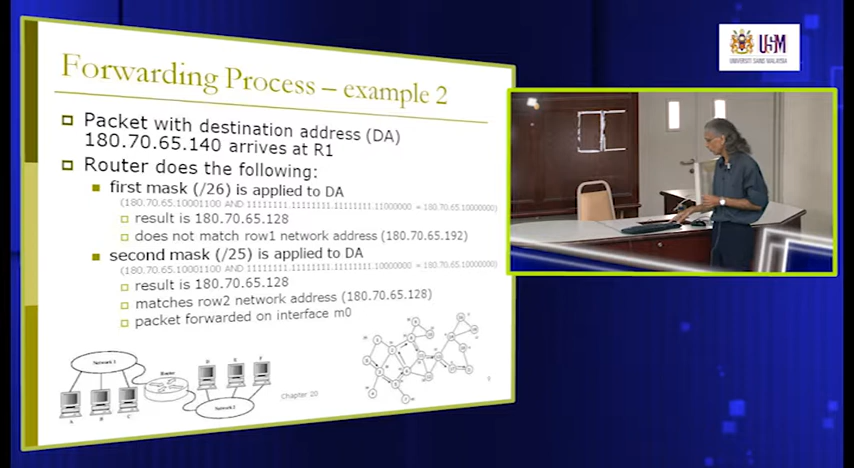 Forwarding Process – example 2
Packet with destination address (DA)
180.70.65.140 arrives at R1
Router does the following:
first mask (/26) is applied to DA
(180.70.65.10001100 AND 11111111.11111111.11111111.11000000 = 180.70.65.10000000)
result is 180.70.65.128
does not match row1 network address (180.70.65.192)
second mask (/25) is applied to DA
(180.70.65.10001100 AND 11111111.11111111.11111111.10000000 = 180.70.65.10000000)
result is 180.70.65.128
matches row2 network address (180.70.65.128)
packet forwarded on interface m0
Router
D E F
A B C
Chapter 20
9
USM
UNIVERSITI SAINS MALAYSIA